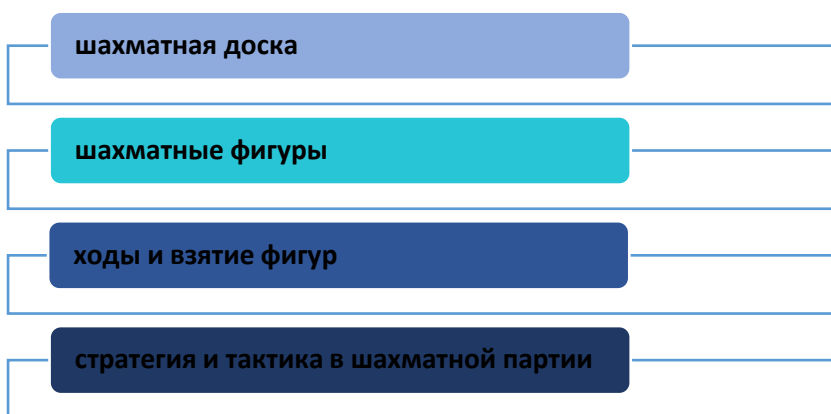 шахматная доска
шахматные фигуры
ходы и взятие фигур
стратегия и тактика в шахматной партии